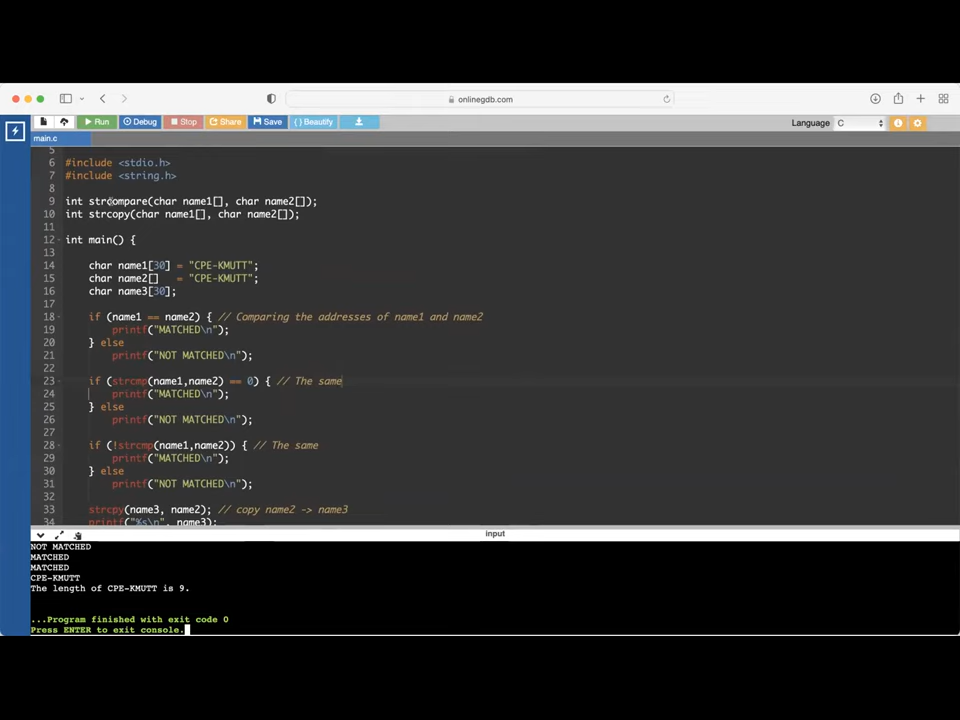 onlinegdb.com
Run Debug Stop Share Save { } Beautify Language C
main.c
5
6 #include <stdio.h>
7 #include <string.h>
8
9 int strcompare(char name1[], char name2[]);
10 int strcopy(char name1[], char name2[]);
11
12 int main() {
13
14 char name1[30] = "CPE-KMUTT";
15 char name2[] = "CPE-KMUTT";
16 char name3[30];
17
18 if (name1 == name2) { // Comparing the addresses of name1 and name2
19 printf("MATCHED\n");
20 } else
21 printf("NOT MATCHED\n");
22
23 if (strcmp(name1,name2) == 0) { // The same
24 printf("MATCHED\n");
25 } else
26 printf("NOT MATCHED\n");
27
28 if (!strcmp(name1,name2)) { // The same
29 printf("MATCHED\n");
30 } else
31 printf("NOT MATCHED\n");
32
33 strcpy(name3, name2); // copy name2 -> name3
34 printf("%s\n", name3);
input
NOT MATCHED
MATCHED
MATCHED
CPE-KMUTT
The length of CPE-KMUTT is 9.
...Program finished with exit code 0
Press ENTER to exit console.